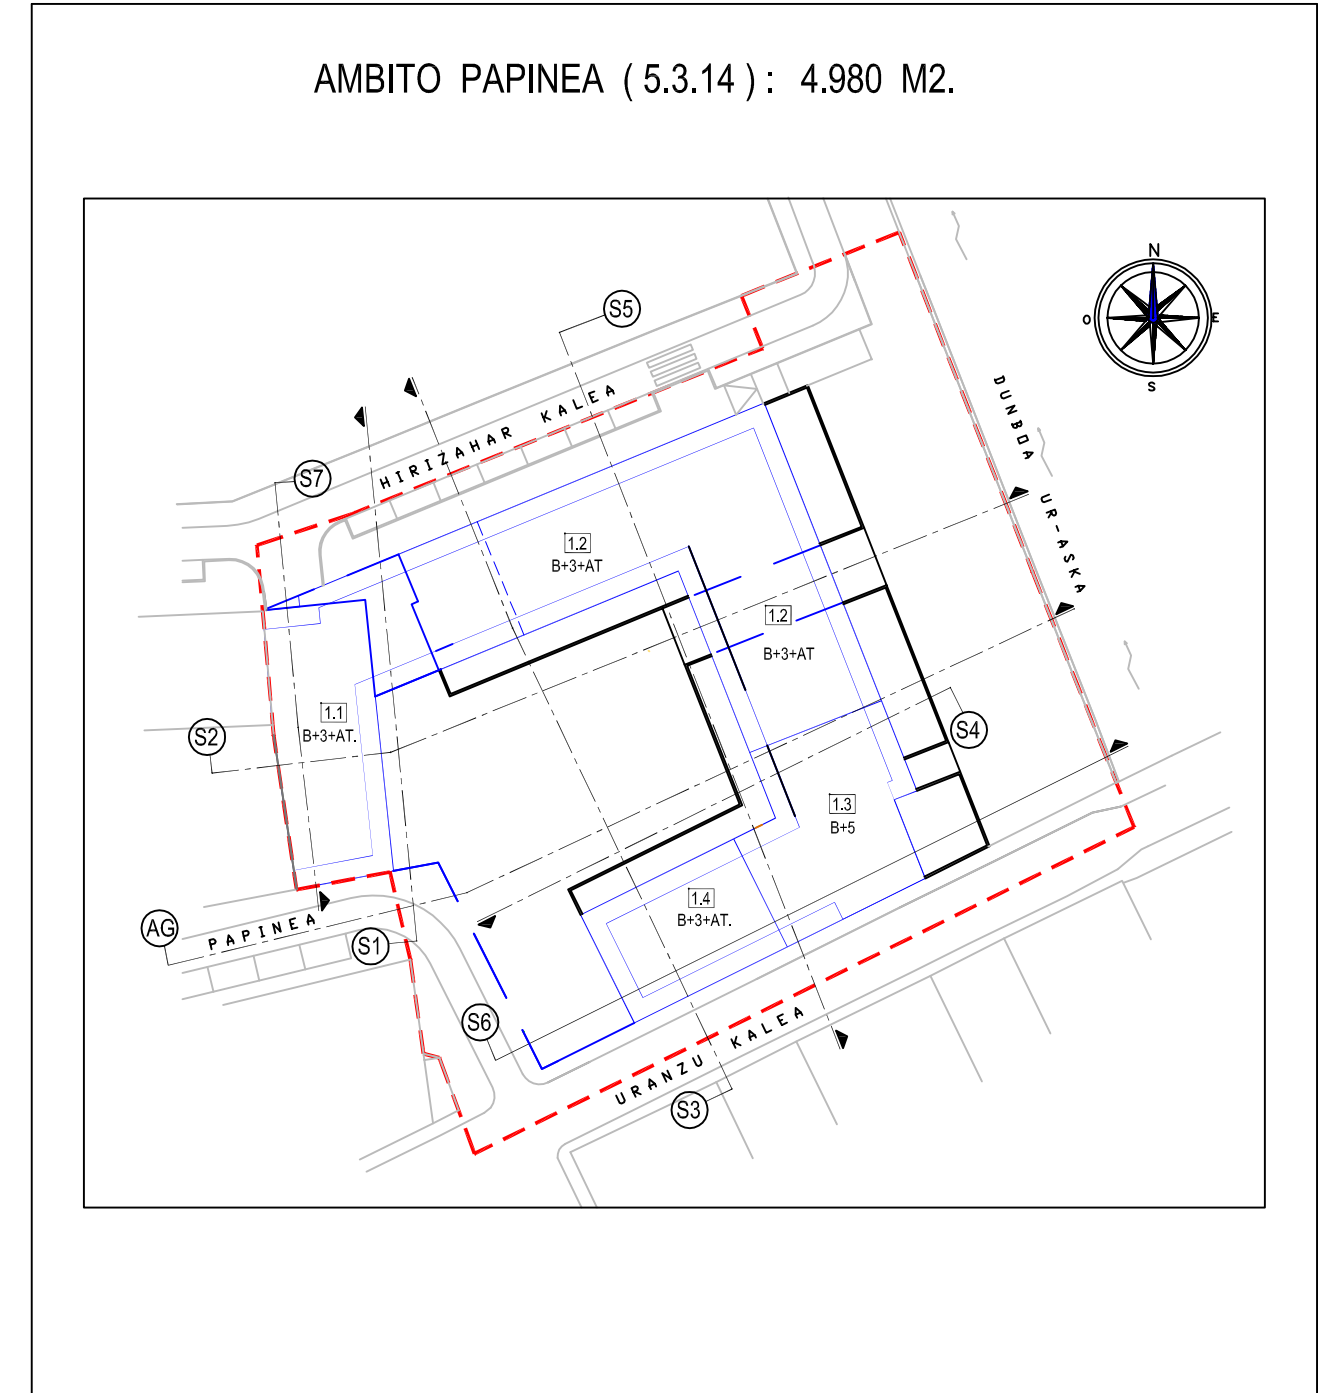 AMBITO PAPINEA ( 5.3.14 ) : 4.980 M2.
N
O
E
S
S5
HIRIZAHAR KALEA
DUNBOA UR-ASKA
S7
1.2
B+3+AT
1.2
B+3+AT
1.1
B+3+AT.
S2
S4
1.3
B+5
1.4
B+3+AT.
AG
PAPINEA
S1
S6
URANZU KALEA
S3